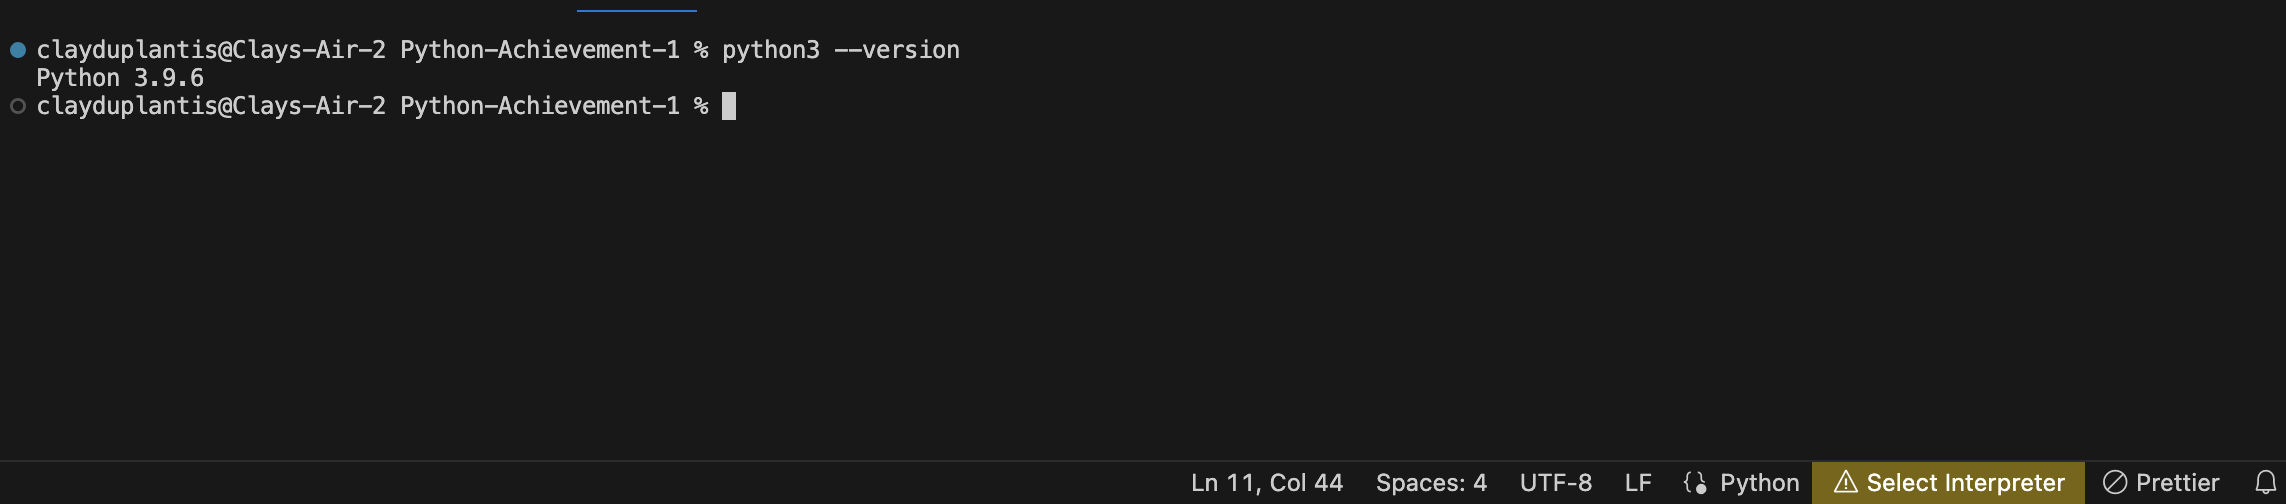 clayduplantis@Clays-Air-2 Python-Achievement-1 % python3 --version
Python 3.9.6
clayduplantis@Clays-Air-2 Python-Achievement-1 %
Ln 11, Col 44 Spaces: 4 UTF-8 LF {} Python Select Interpreter Prettier